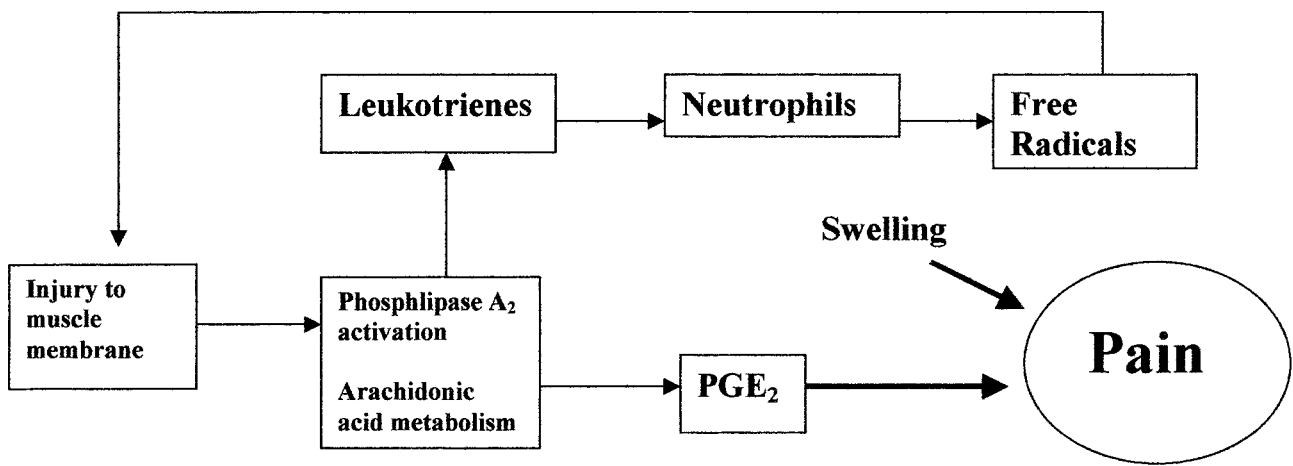 Leukotrienes
Neutrophils
Free
Radicals
Swelling
Injury to
muscle
membrane
Phosphlipase A₂
activation
Arachidonic
acid metabolism
PGE₂
Pain